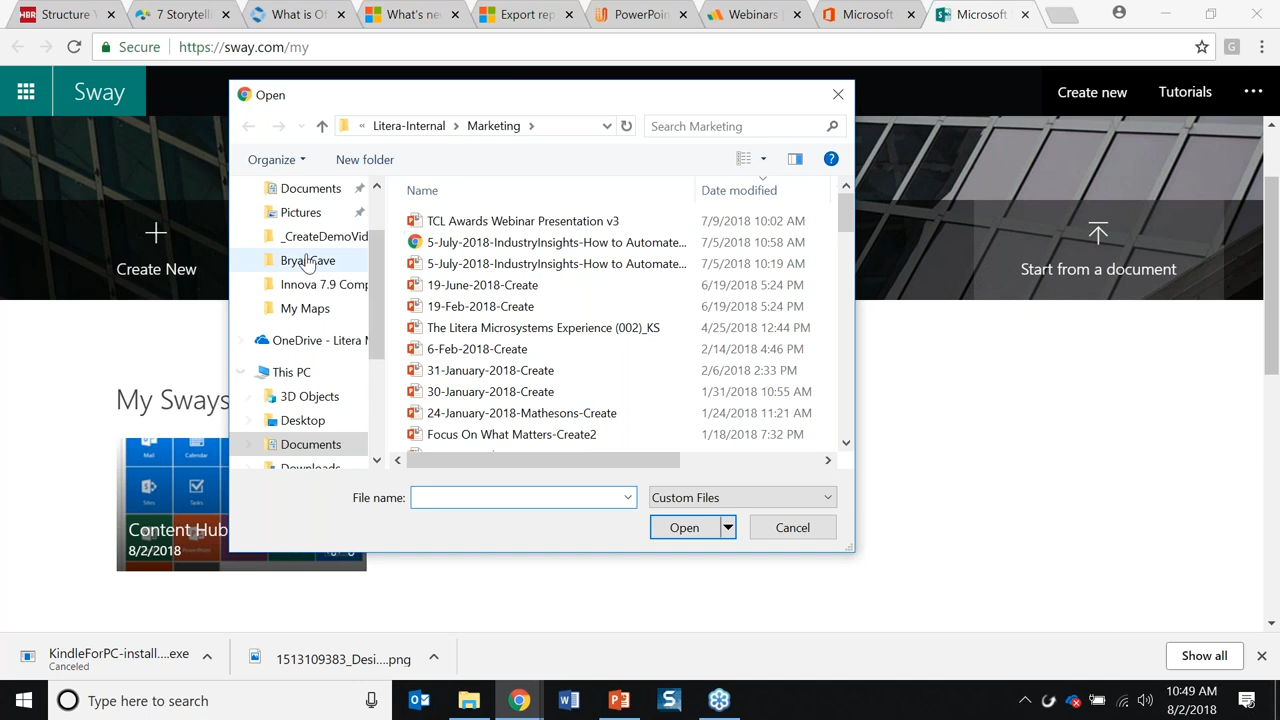 HBR Structure Y
7 Storytelli
What is Of
What's ne
Export rep
PowerPoin
Webinars
Microsoft
Microsoft
Secure https://sway.com/my
Sway
Create new
Tutorials
Open
« Litera-Internal > Marketing >
Search Marketing
Organize
New folder
Documents
Pictures
_CreateDemoVid
BryanCave
Innova 7.9 Comp
My Maps
OneDrive - Litera M
This PC
3D Objects
Desktop
Documents
Downloads
Name Date modified
TCL Awards Webinar Presentation v3 7/9/2018 10:02 AM
5-July-2018-IndustryInsights-How to Automate... 7/5/2018 10:58 AM
5-July-2018-IndustryInsights-How to Automate... 7/5/2018 10:19 AM
19-June-2018-Create 6/19/2018 5:24 PM
19-Feb-2018-Create 6/19/2018 5:24 PM
The Litera Microsystems Experience (002)_KS 4/25/2018 12:44 PM
6-Feb-2018-Create 2/14/2018 4:46 PM
31-January-2018-Create 2/6/2018 2:33 PM
30-January-2018-Create 1/31/2018 10:55 AM
24-January-2018-Mathesons-Create 1/24/2018 11:21 AM
Focus On What Matters-Create2 1/18/2018 7:32 PM
File name:
Custom Files
Open
Cancel
Create New
Start from a document
My Sways
Mail
Calendar
Sites
Tasks
Content Hub
8/2/2018
KindleForPC-install....exe
Canceled
1513109383_Desi....png
Show all
Type here to search
10:49 AM
8/2/2018